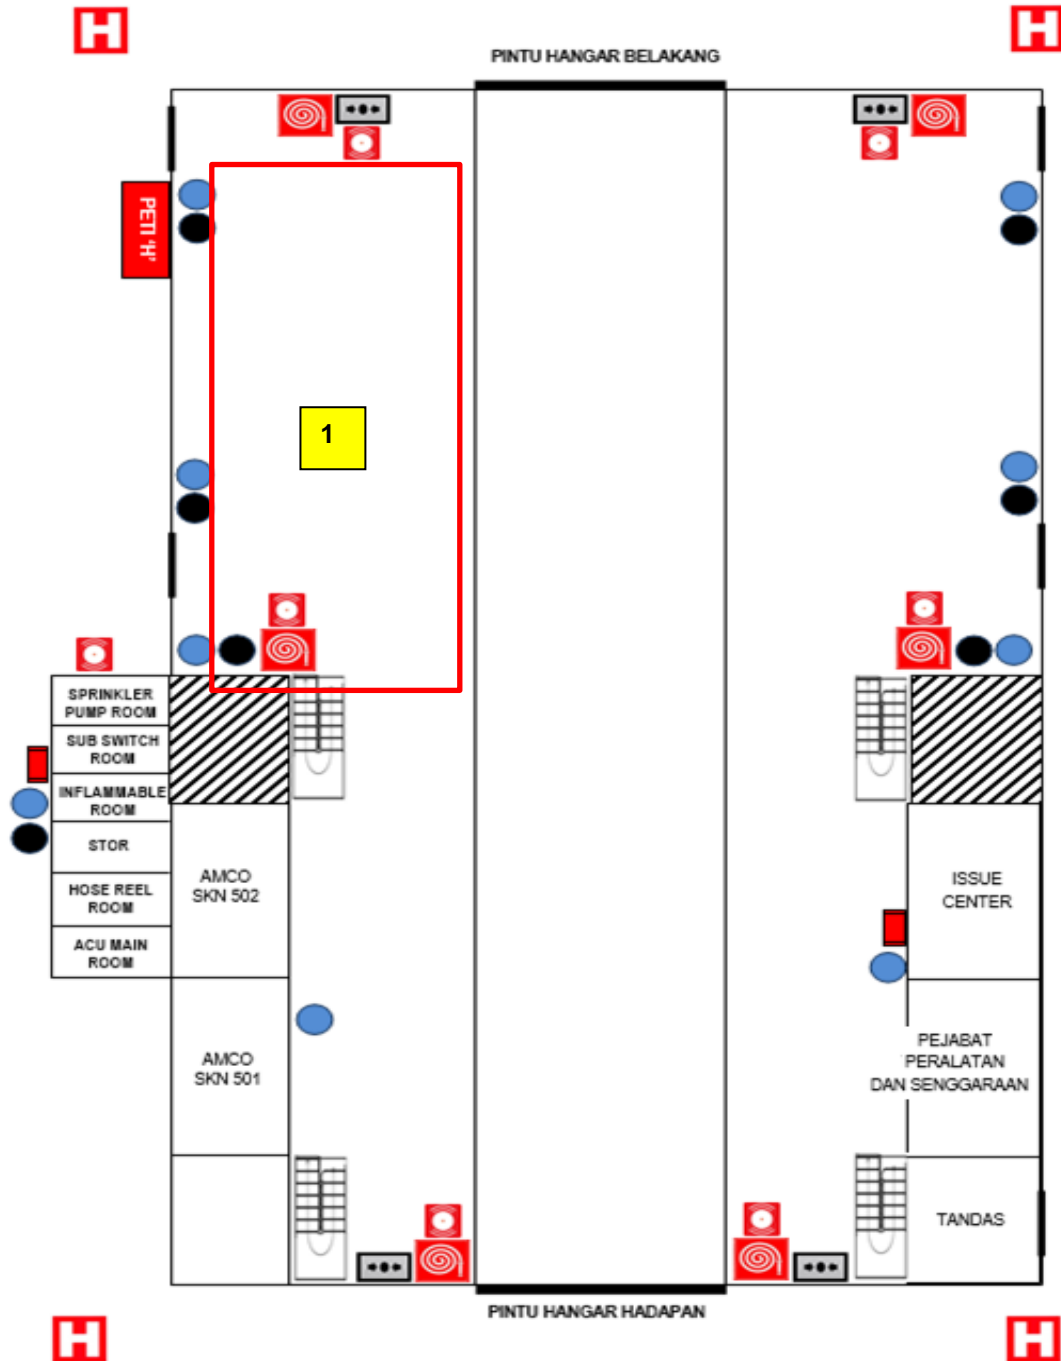 H
H
PINTU HANGAR BELAKANG
PETI 'H'
1
SPRINKLER
PUMP ROOM
SUB SWITCH
ROOM
INFLAMMABLE
ROOM
STOR
HOSE REEL
ROOM
ACU MAIN
ROOM
AMCO
SKN 502
AMCO
SKN 501
ISSUE
CENTER
PEJABAT
PERALATAN
DAN SENGGARAAN
TANDAS
PINTU HANGAR HADAPAN
H
H